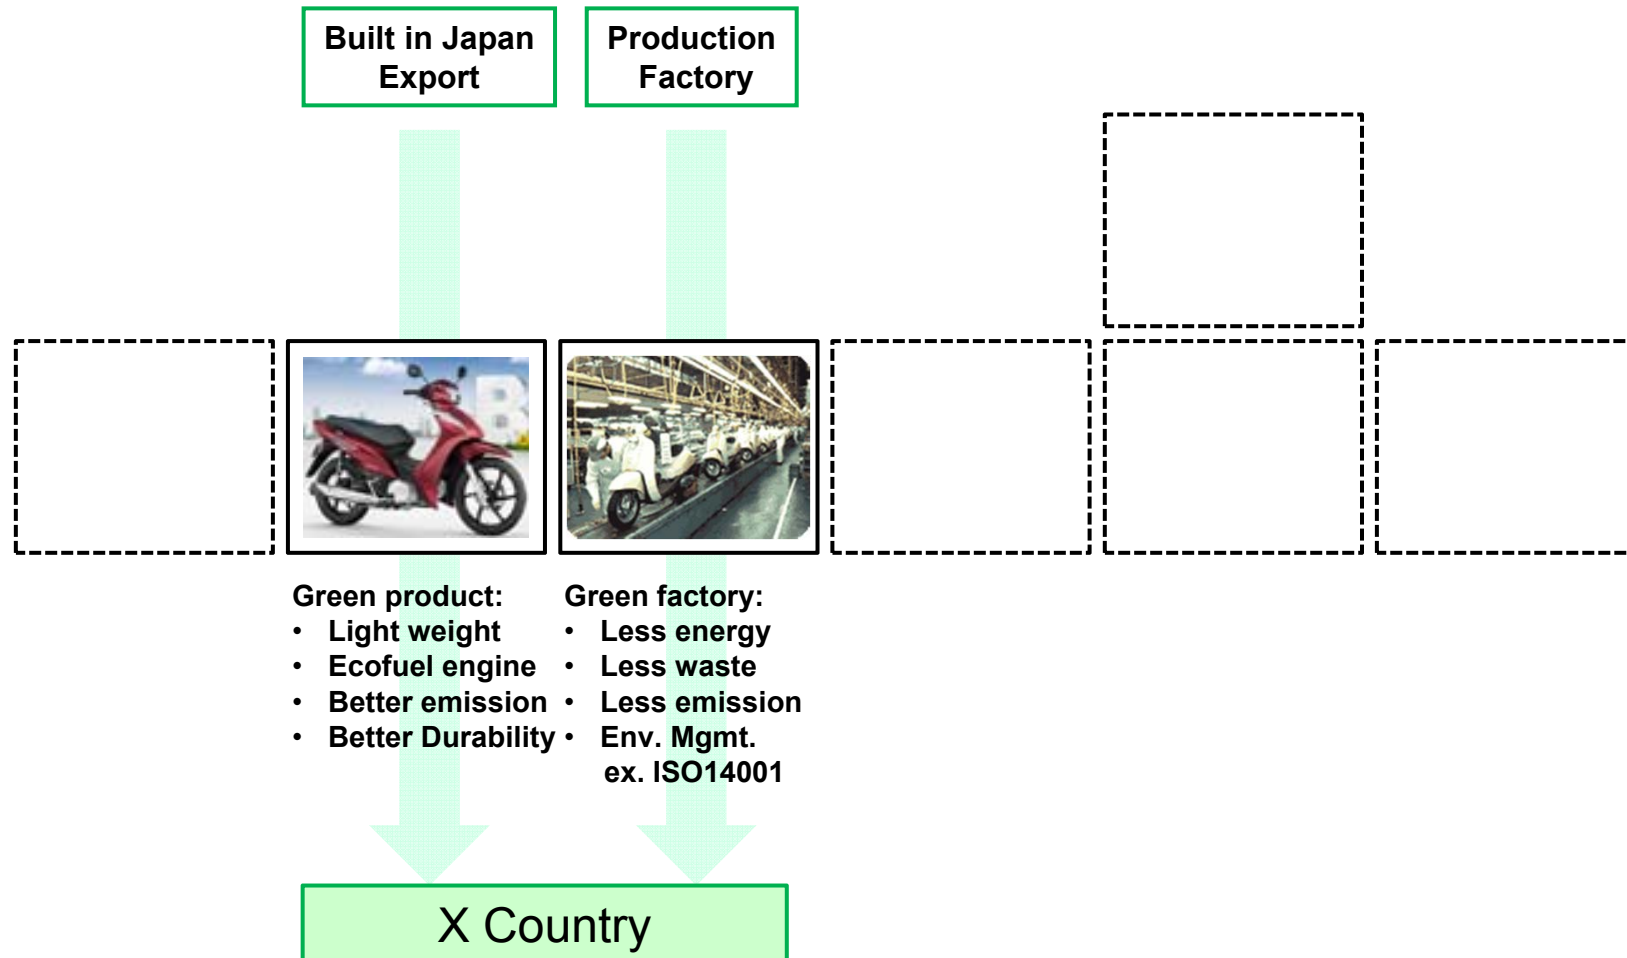 Built in Japan
Export
Production
Factory
B
Green product:
• Light weight
• Ecofuel engine
• Better emission
• Better Durability
Green factory:
• Less energy
• Less waste
• Less emission
• Env. Mgmt.
ex. ISO14001
X Country